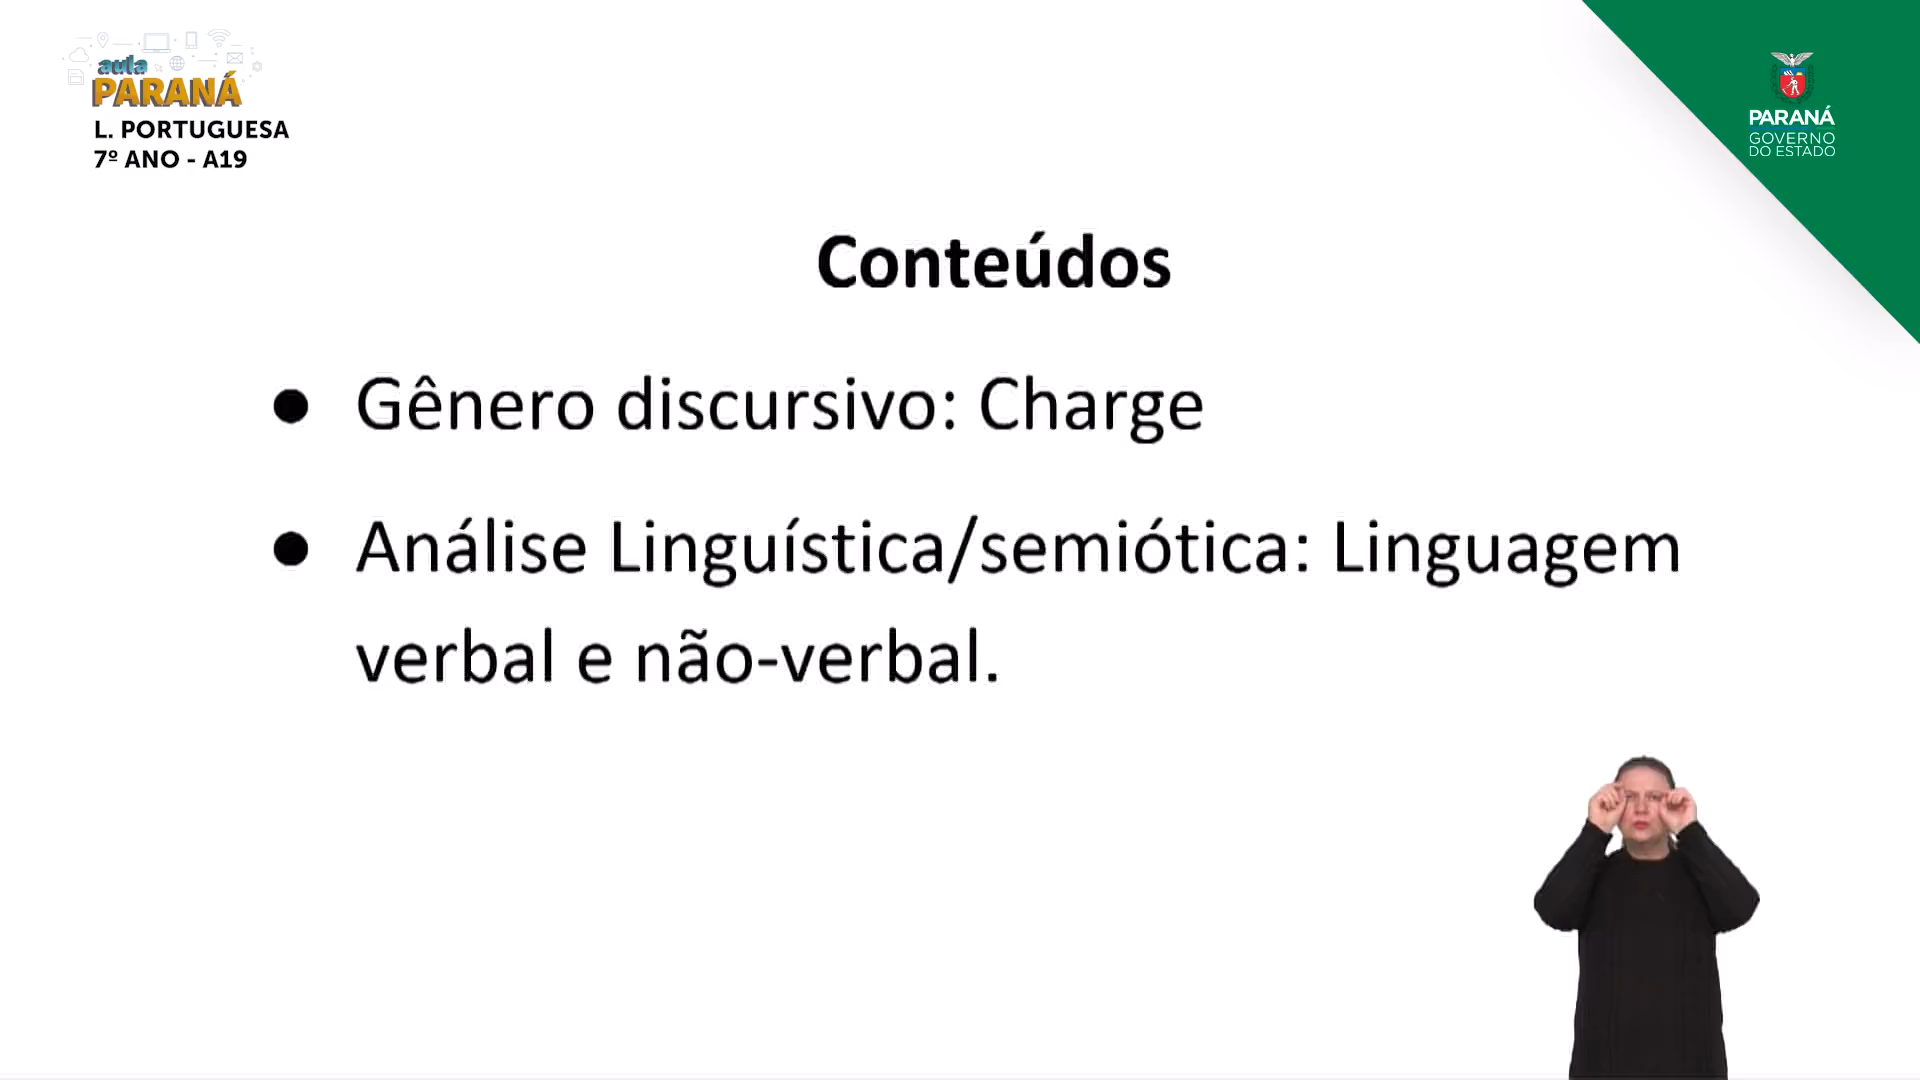 aula
PARANÁ
L. PORTUGUESA
7º ANO - A19
PARANÁ
GOVERNO
DO ESTADO
Conteúdos
● Gênero discursivo: Charge
● Análise Linguística/semiótica: Linguagem
verbal e não-verbal.